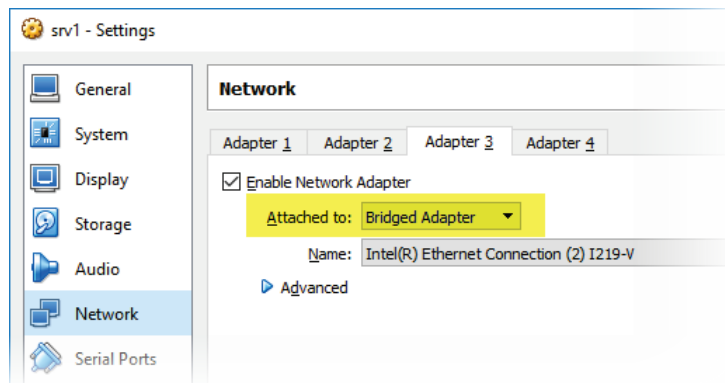 srv1 - Settings
General
System
Display
Storage
Audio
Network
Serial Ports
Network
Adapter 1 Adapter 2 Adapter 3 Adapter 4
Enable Network Adapter
Attached to: Bridged Adapter
Name: Intel(R) Ethernet Connection (2) I219-V
Advanced